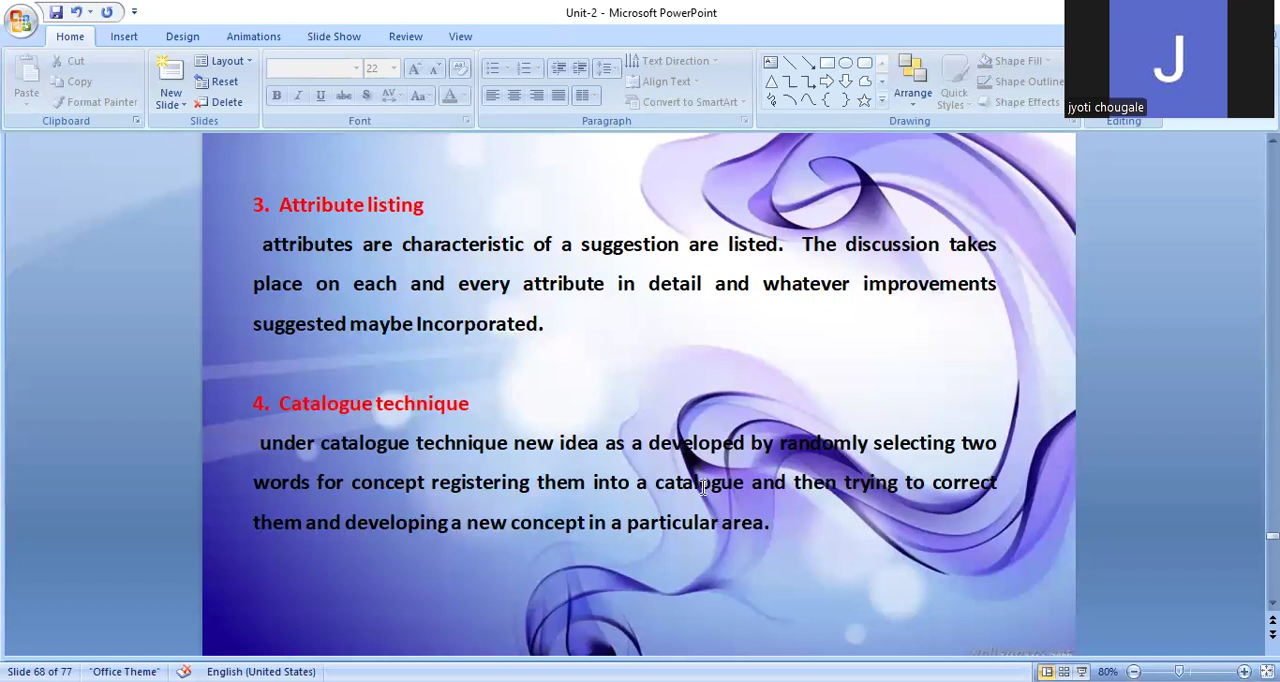 Unit-2 - Microsoft PowerPoint
Home Insert Design Animations Slide Show Review View
Paste Cut Copy Format Painter
Clipboard
New Slide Layout Reset Delete
Slides
22
B I U abc S AV Aa A
Font
Text Direction
Align Text
Convert to SmartArt
Paragraph
Arrange Quick Styles
Shape Fill
Shape Outline
Shape Effects
Drawing
Editing
J
jyoti chougale
3. Attribute listing
attributes are characteristic of a suggestion are listed. The discussion takes
place on each and every attribute in detail and whatever improvements
suggested maybe Incorporated.
4. Catalogue technique
under catalogue technique new idea as a developed by randomly selecting two
words for concept registering them into a catalogue and then trying to correct
them and developing a new concept in a particular area.
Slide 68 of 77 "Office Theme" English (United States) 80%